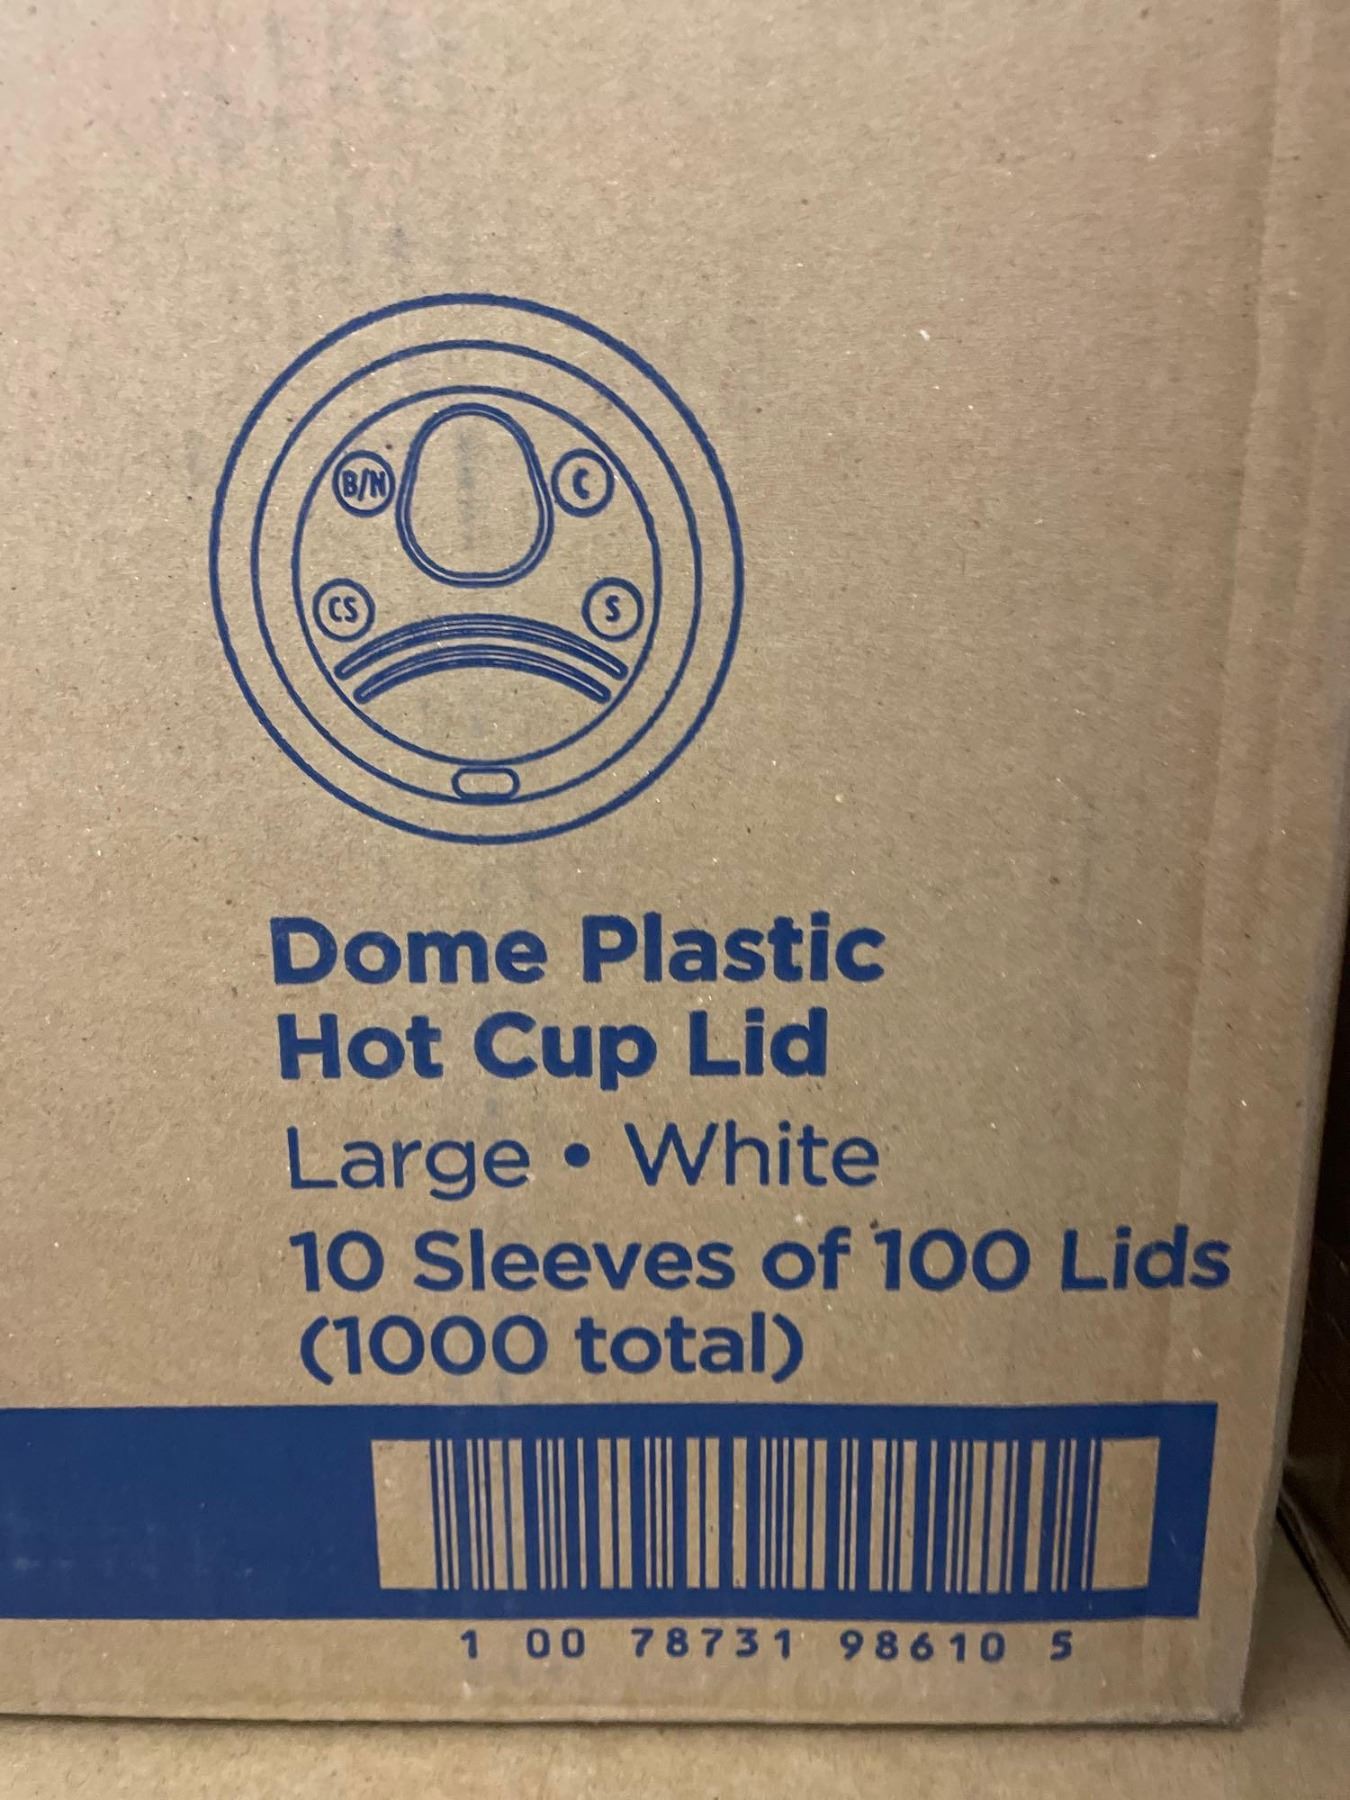 B/N C
CS S
Dome Plastic
Hot Cup Lid
Large • White
10 Sleeves of 100 Lids
(1000 total)
1 00 78731 98610 5